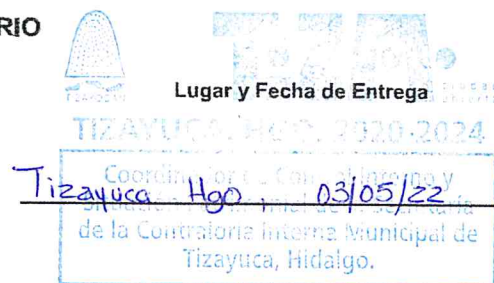 RIO
TIZAYUCA
Lugar y Fecha de Entrega
TIZAYUCA, HGO. 2020-2024
Tizayuca Hgo, 03/05/22
Coordinador de Control Interno y
de la Contraloría Interna Municipal de
Tizayuca, Hidalgo.